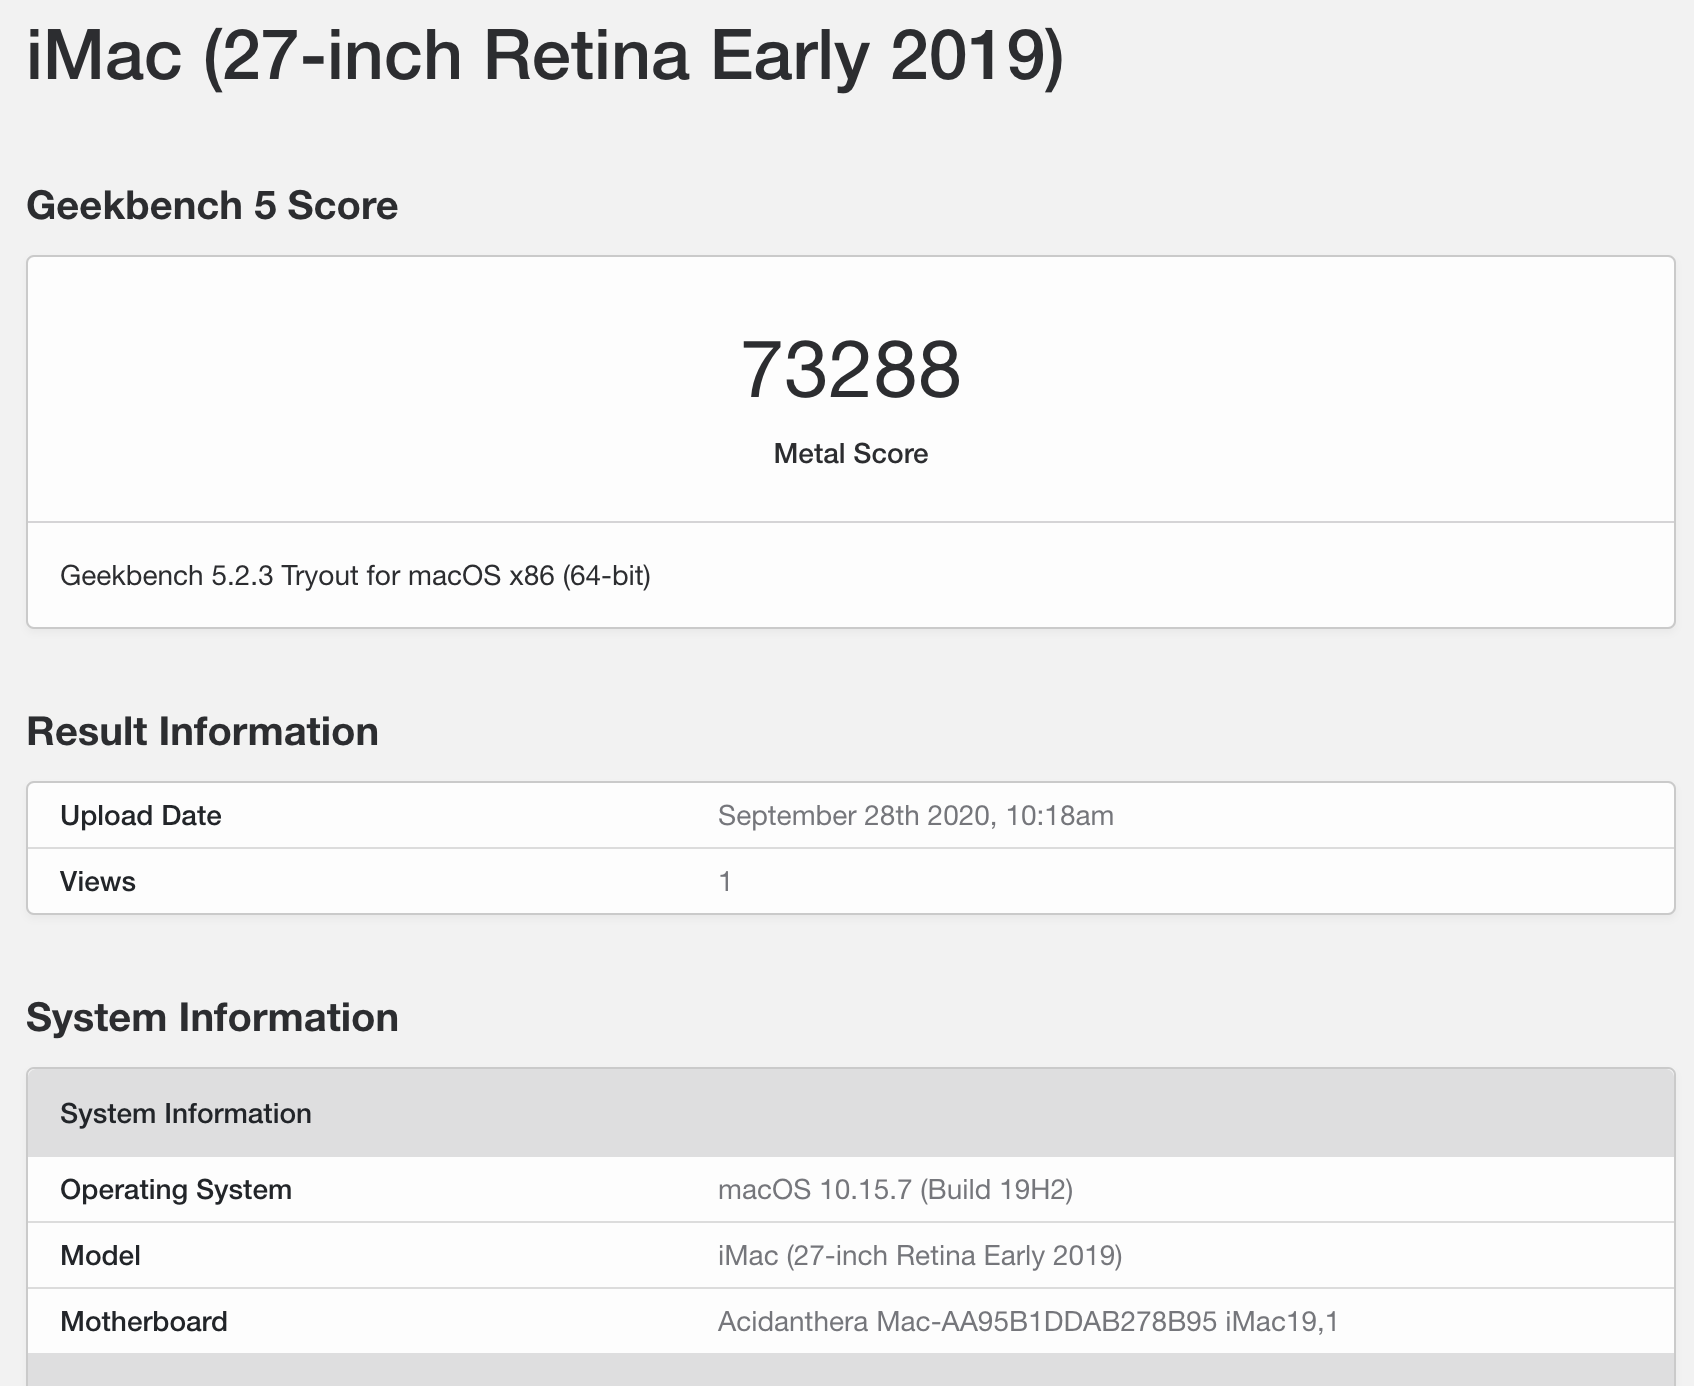 iMac (27-inch Retina Early 2019)
Geekbench 5 Score
73288
Metal Score
Geekbench 5.2.3 Tryout for macOS x86 (64-bit)
Result Information
Upload Date September 28th 2020, 10:18am
Views 1
System Information
System Information
Operating System macOS 10.15.7 (Build 19H2)
Model iMac (27-inch Retina Early 2019)
Motherboard Acidanthera Mac-AA95B1DDAB278B95 iMac19,1